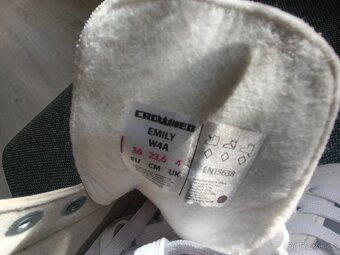 CROWNED
EMILY
W4A
36 23,6 4
EU CM UK
EN15638